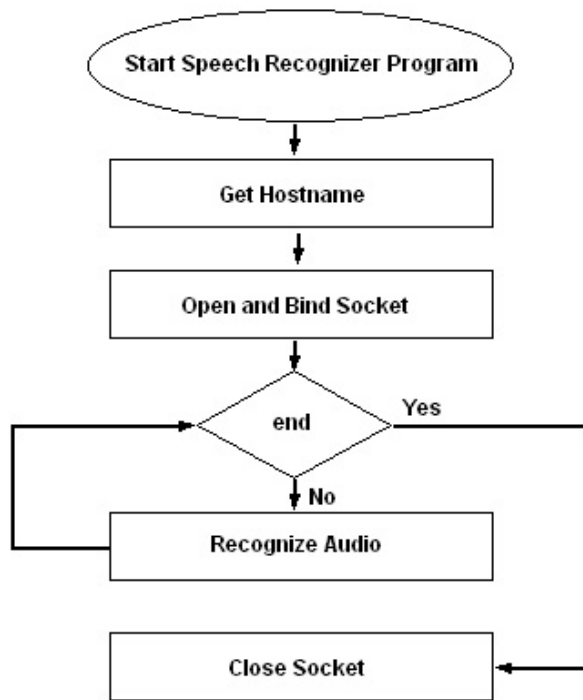 Start Speech Recognizer Program
Get Hostname
Open and Bind Socket
end
Yes
No
Recognize Audio
Close Socket